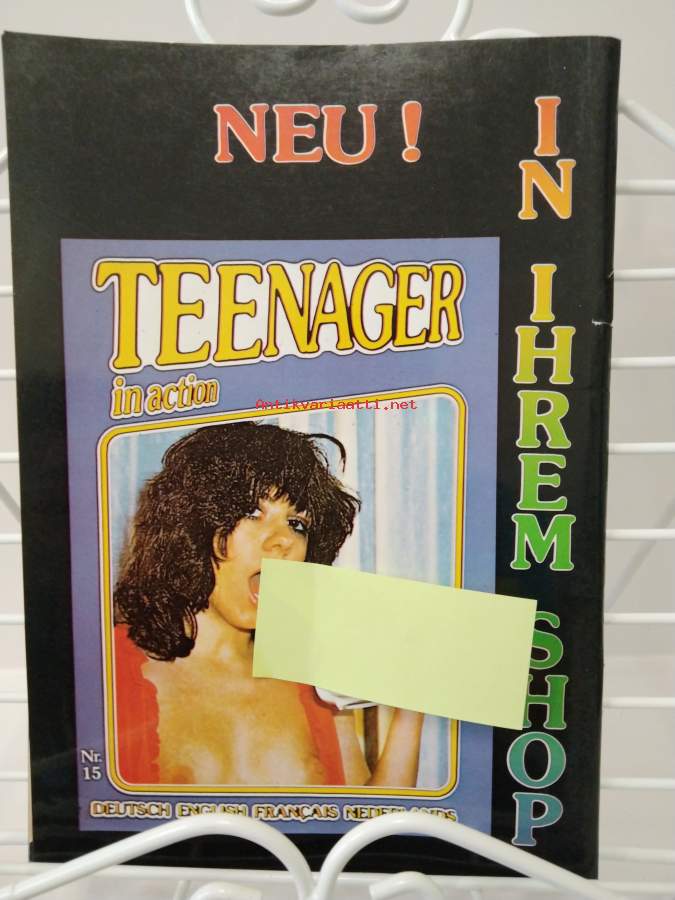 NEU!
IN IHREM SHOP
TEENAGER
in action
Antikvariaatti.net
Nr.
15
DEUTSCH ENGLISH FRANÇAIS NEDERLANDS